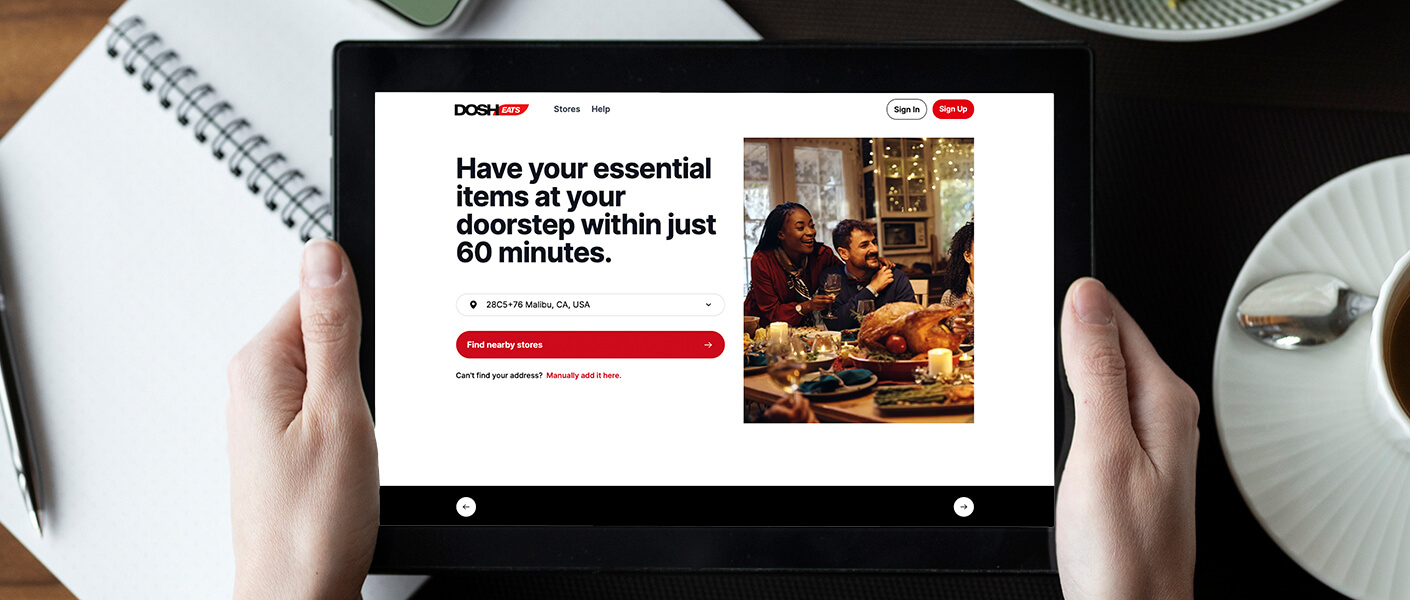 DOSH EATS
Stores
Help
Sign In
Sign Up
Have your essential
items at your
doorstep within just
60 minutes.
28C5+76 Malibu, CA, USA
Find nearby stores
Can't find your address? Manually add it here.